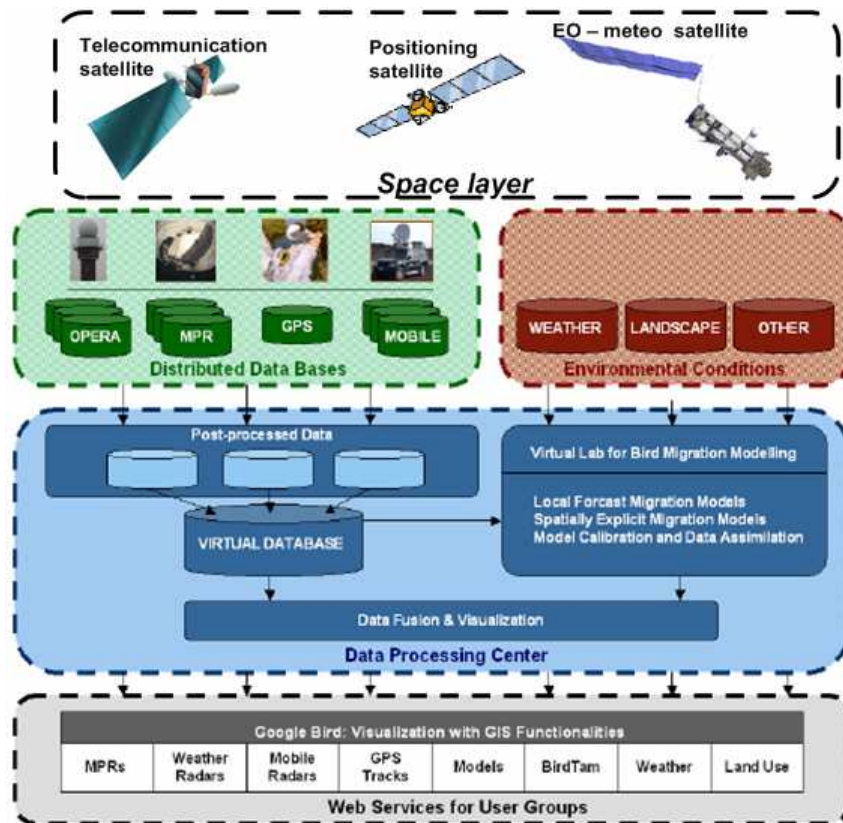 Telecommunication
satellite
Positioning
satellite
EO – meteo satellite
Space layer
OPERA
MPR
GPS
MOBILE
Distributed Data Bases
WEATHER
LANDSCAPE
OTHER
Environmental Conditions
Post-processed Data
VIRTUAL DATABASE
Virtual Lab for Bird Migration Modelling
Local Forcast Migration Models
Spatially Explicit Migration Models
Model Calibration and Data Assimilation
Data Fusion & Visualization
Data Processing Center
Google Bird: Visualization with GIS Functionalities
MPRs
Weather
Radars
Mobile
Radars
GPS
Tracks
Models
BirdTam
Weather
Land Use
Web Services for User Groups